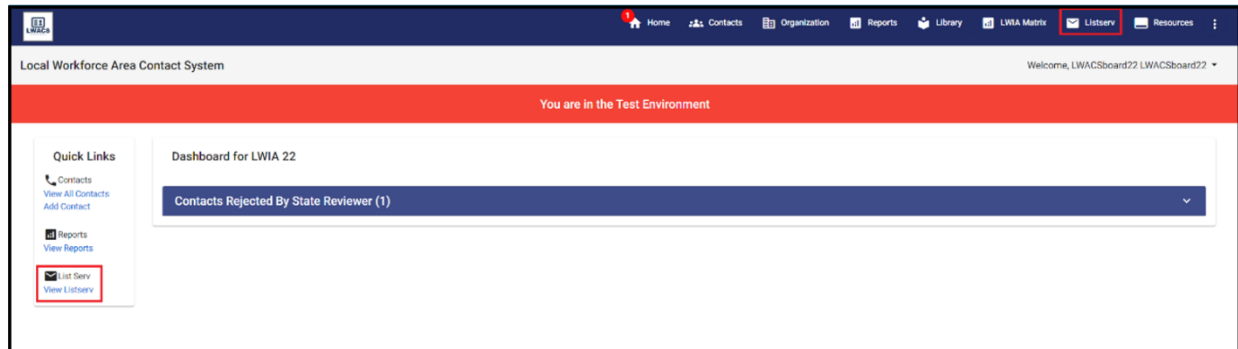 LWACS
1
Home Contacts Organization Reports Library LWIA Matrix Listserv Resources
Local Workforce Area Contact System
Welcome, LWACSboard22 LWACSboard22
You are in the Test Environment
Quick Links
Contacts
View All Contacts
Add Contact
Reports
View Reports
List Serv
View Listserv
Dashboard for LWIA 22
Contacts Rejected By State Reviewer (1)